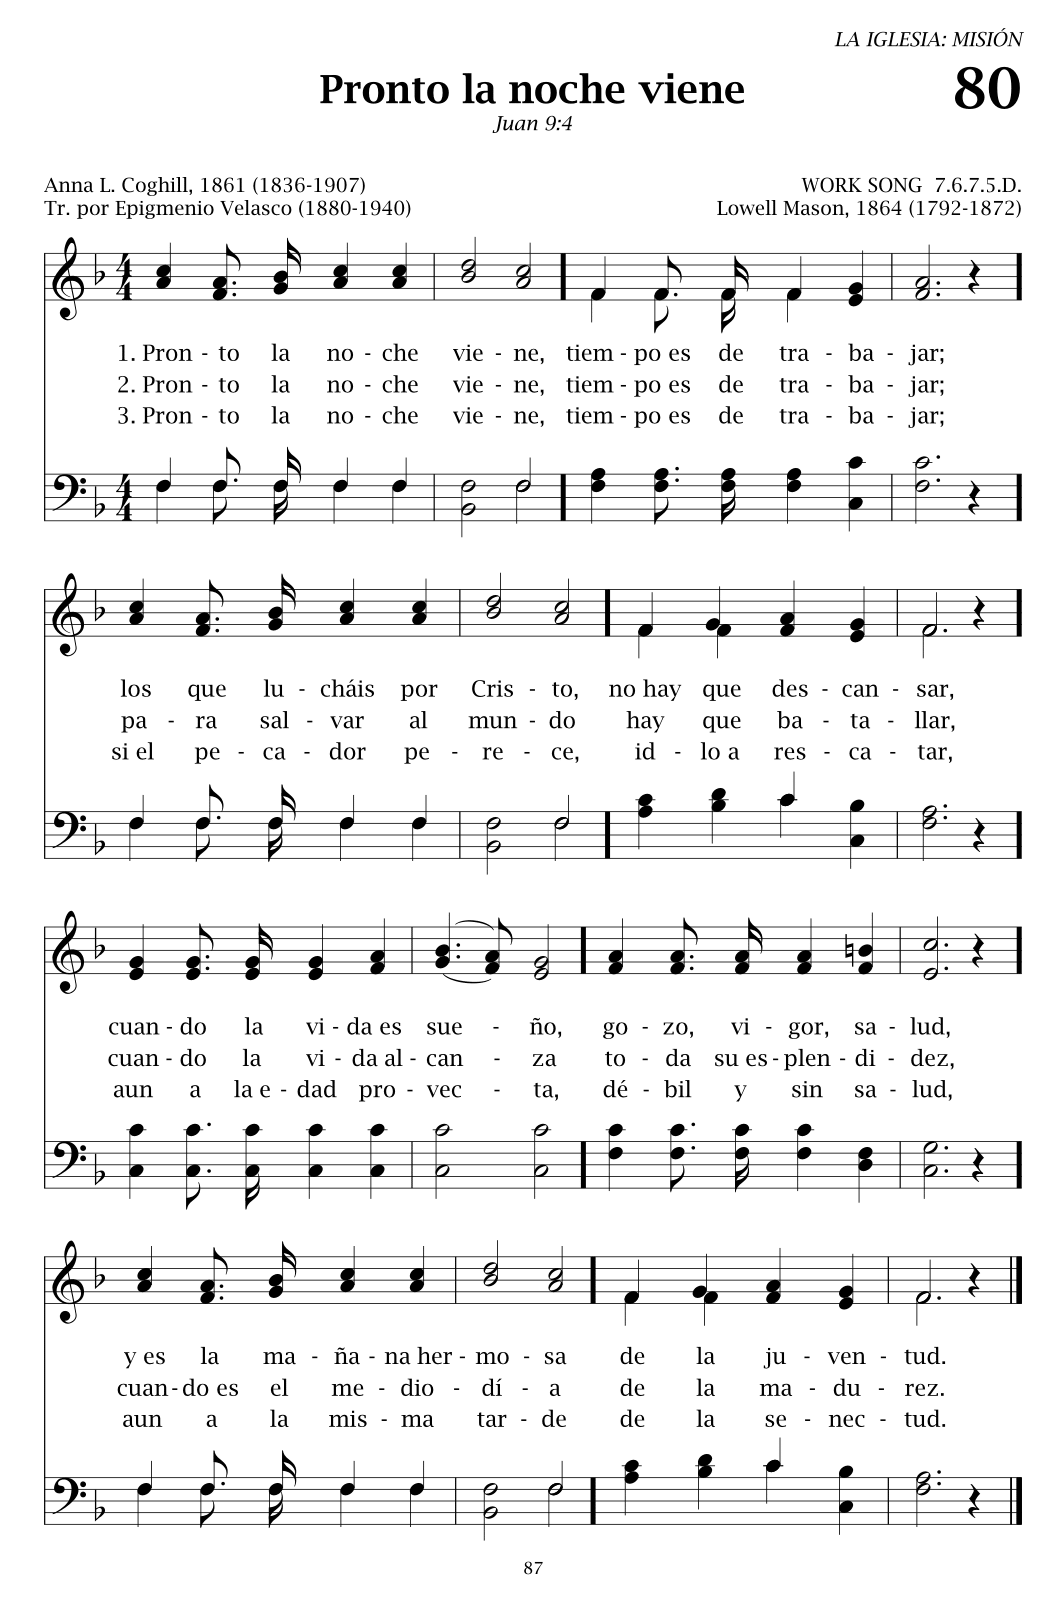 LA IGLESIA: MISIÓN
Pronto la noche viene 80
Juan 9:4
Anna L. Coghill, 1861 (1836-1907) WORK SONG 7.6.7.5.D.
Tr. por Epigmenio Velasco (1880-1940) Lowell Mason, 1864 (1792-1872)
4 4
1. Pron - to la no - che vie - ne, tiem - po es de tra - ba - jar;
2. Pron - to la no - che vie - ne, tiem - po es de tra - ba - jar;
3. Pron - to la no - che vie - ne, tiem - po es de tra - ba - jar;
4 4
los que lu - cháis por Cris - to, no hay que des - can - sar,
pa - ra sal - var al mun - do hay que ba - ta - llar,
si el pe - ca - dor pe - re - ce, id - lo a res - ca - tar,
cuan - do la vi - da es sue - ño, go - zo, vi - gor, sa - lud,
cuan - do la vi - da al - can - za to - da su es - plen - di - dez,
aun a la e - dad pro - vec - ta, dé - bil y sin sa - lud,
y es la ma - ña - na her - mo - sa de la ju - ven - tud.
cuan - do es el me - dio - dí - a de la ma - du - rez.
aun a la mis - ma tar - de de la se - nec - tud.
87